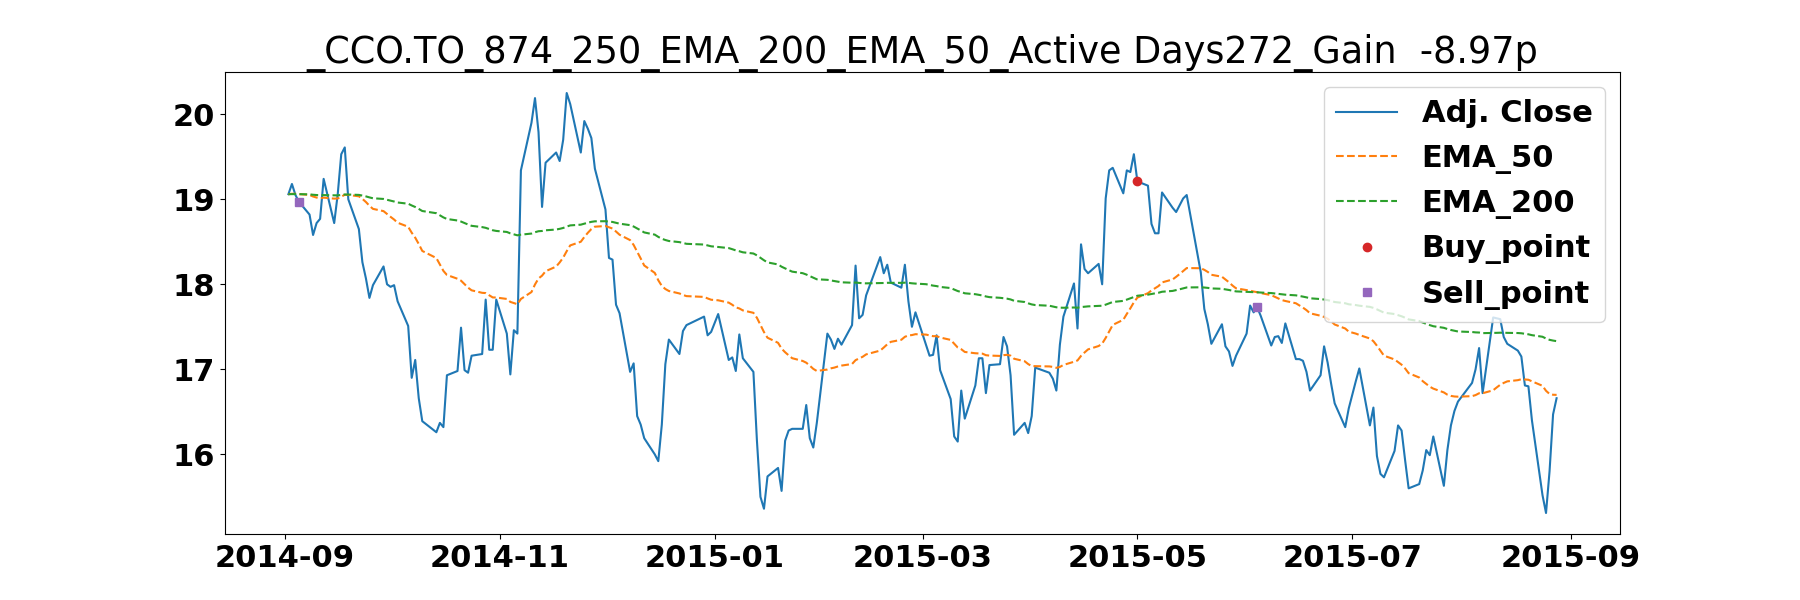 _CCO.TO_874_250_EMA_200_EMA_50_Active Days272_Gain  -8.97p
20
19
18
17
16
Adj. Close
EMA_50
EMA_200
Buy_point
Sell_point
2014-09
2014-11
2015-01
2015-03
2015-05
2015-07
2015-09